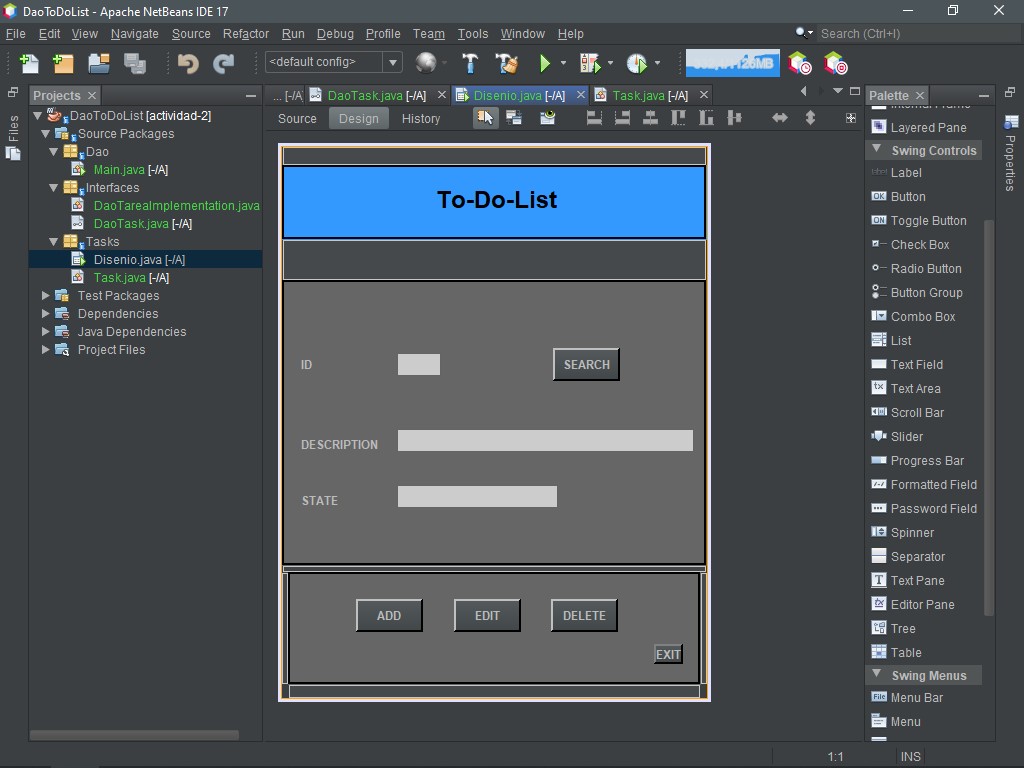 DaoToDoList - Apache NetBeans IDE 17
File Edit View Navigate Source Refactor Run Debug Profile Team Tools Window Help
Search (Ctrl+I)
<default config>
Projects
... [-/A] DaoTask.java [-/A] Disenio.java [-/A] Task.java [-/A]
Palette
Source Design History
Files
Properties
DaoToDoList [actividad-2]
Source Packages
Dao
Main.java [-/A]
Interfaces
DaoTareaImplementation.java
DaoTask.java [-/A]
Tasks
Disenio.java [-/A]
Task.java [-/A]
Test Packages
Dependencies
Java Dependencies
Project Files
To-Do-List
ID
SEARCH
DESCRIPTION
STATE
ADD EDIT DELETE
EXIT
Internal Frame
Layered Pane
Swing Controls
Label
Button
Toggle Button
Check Box
Radio Button
Button Group
Combo Box
List
Text Field
Text Area
Scroll Bar
Slider
Progress Bar
Formatted Field
Password Field
Spinner
Separator
Text Pane
Editor Pane
Tree
Table
Swing Menus
Menu Bar
Menu
1:1 INS